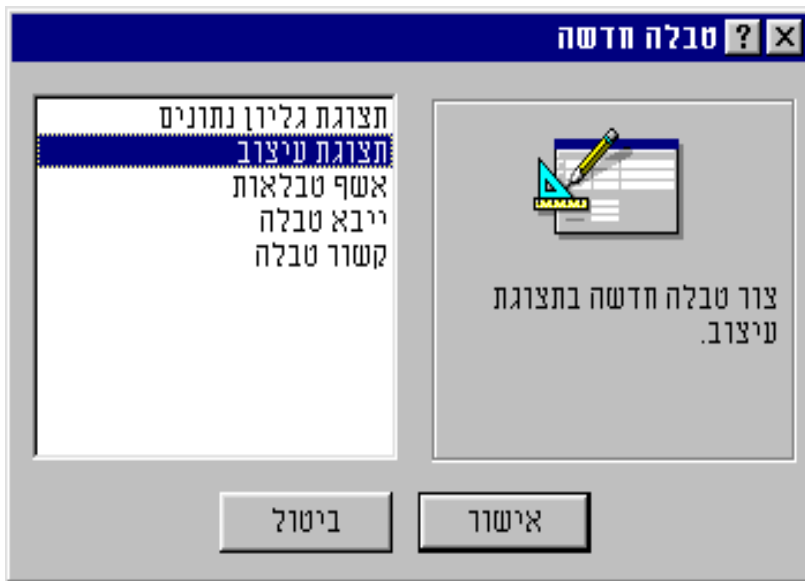 טבלה חדשה
תצוגת גליון נתונים
תצוגת עיצוב
אשף טבלאות
ייבא טבלה
קשור טבלה
צור טבלה חדשה בתצוגת
עיצוב.
אישור
ביטול